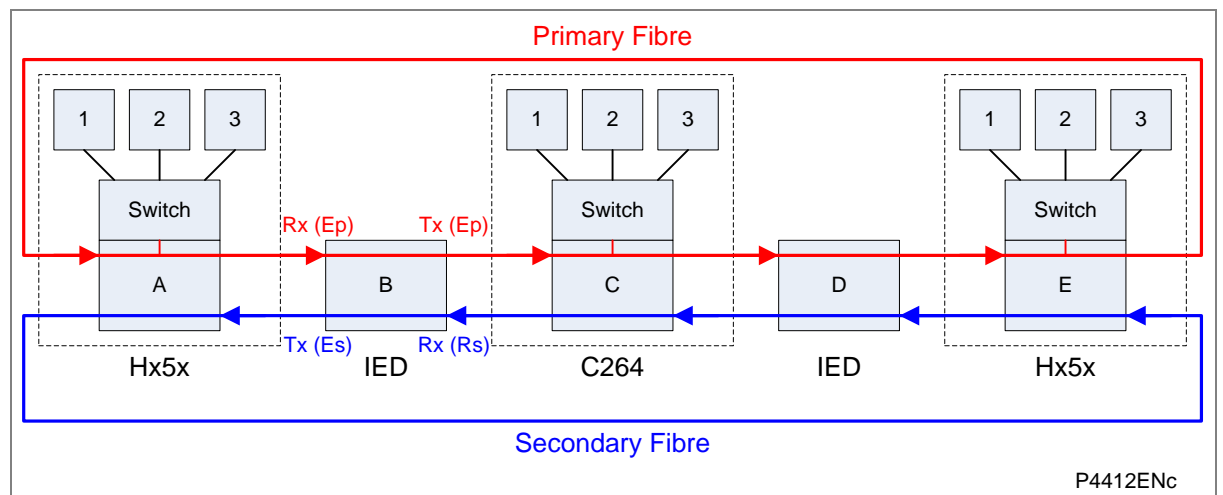 Primary Fibre
1 2 3
1 2 3
1 2 3
Switch
Switch
Switch
Rx (Ep) Tx (Ep)
A
B
C
D
E
Tx (Es) Rx (Rs)
Hx5x
IED
C264
IED
Hx5x
Secondary Fibre
P4412ENc